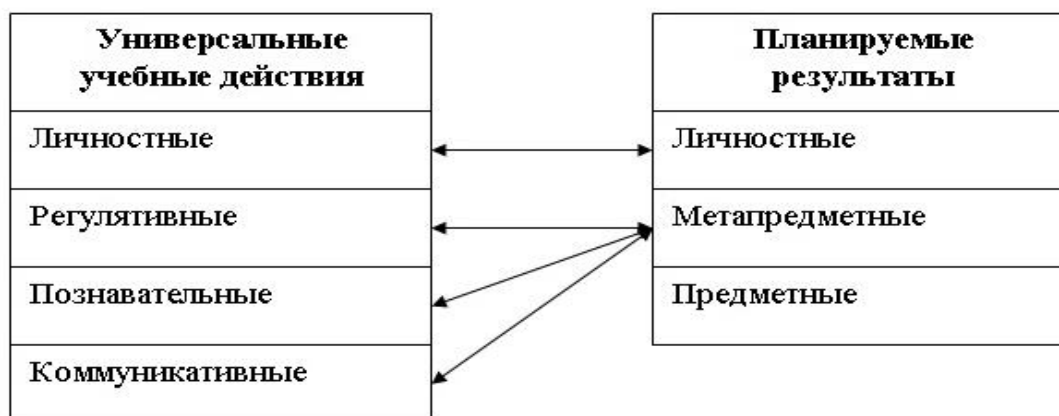 Универсальные
учебные действия
Личностные
Регулятивные
Познавательные
Коммуникативные
Планируемые
результаты
Личностные
Метапредметные
Предметные